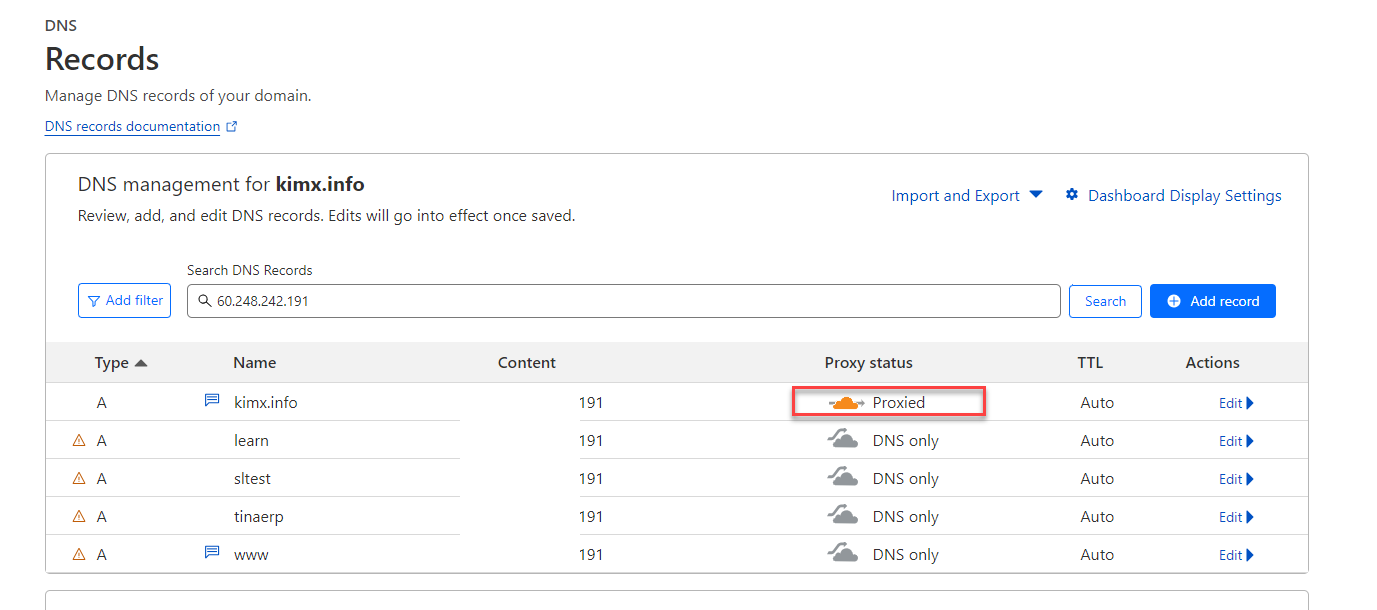 DNS
Records
Manage DNS records of your domain.
DNS records documentation
DNS management for kimx.info
Review, add, and edit DNS records. Edits will go into effect once saved.
Import and Export
Dashboard Display Settings
Search DNS Records
Add filter
60.248.242.191
Search
Add record
Type Name Content Proxy status TTL Actions
A kimx.info 191 Proxied Auto Edit
A learn 191 DNS only Auto Edit
A sltest 191 DNS only Auto Edit
A tinaerp 191 DNS only Auto Edit
A www 191 DNS only Auto Edit